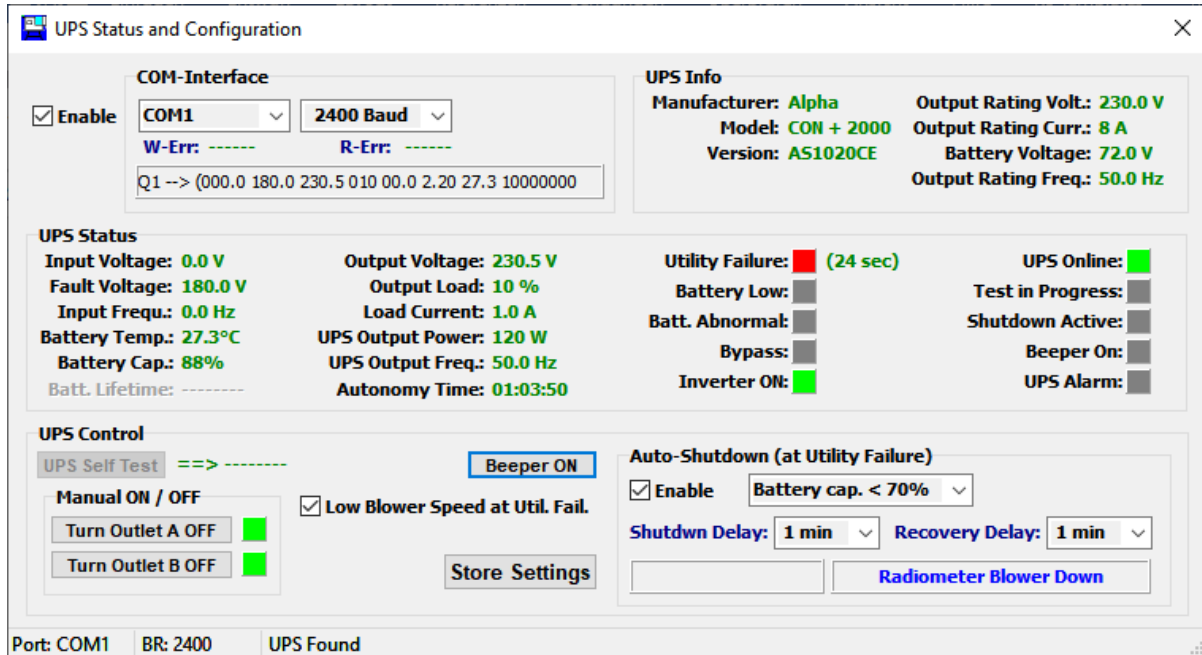 UPS Status and Configuration
COM-Interface
Enable
COM1
2400 Baud
W-Err: ------
R-Err: ------
Q1 --> (000.0 180.0 230.5 010 00.0 2.20 27.3 10000000
UPS Info
Manufacturer: Alpha
Model: CON + 2000
Version: AS1020CE
Output Rating Volt.: 230.0 V
Output Rating Curr.: 8 A
Battery Voltage: 72.0 V
Output Rating Freq.: 50.0 Hz
UPS Status
Input Voltage: 0.0 V
Fault Voltage: 180.0 V
Input Frequ.: 0.0 Hz
Battery Temp.: 27.3°C
Battery Cap.: 88%
Batt. Lifetime: --------
Output Voltage: 230.5 V
Output Load: 10 %
Load Current: 1.0 A
UPS Output Power: 120 W
UPS Output Freq.: 50.0 Hz
Autonomy Time: 01:03:50
Utility Failure: (24 sec)
Battery Low:
Batt. Abnormal:
Bypass:
Inverter ON:
UPS Online:
Test in Progress:
Shutdown Active:
Beeper On:
UPS Alarm:
UPS Control
UPS Self Test ==> --------
Beeper ON
Manual ON / OFF
Turn Outlet A OFF
Turn Outlet B OFF
Low Blower Speed at Util. Fail.
Store Settings
Auto-Shutdown (at Utility Failure)
Enable
Battery cap. < 70%
Shutdwn Delay: 1 min
Recovery Delay: 1 min
Radiometer Blower Down
Port: COM1
BR: 2400
UPS Found